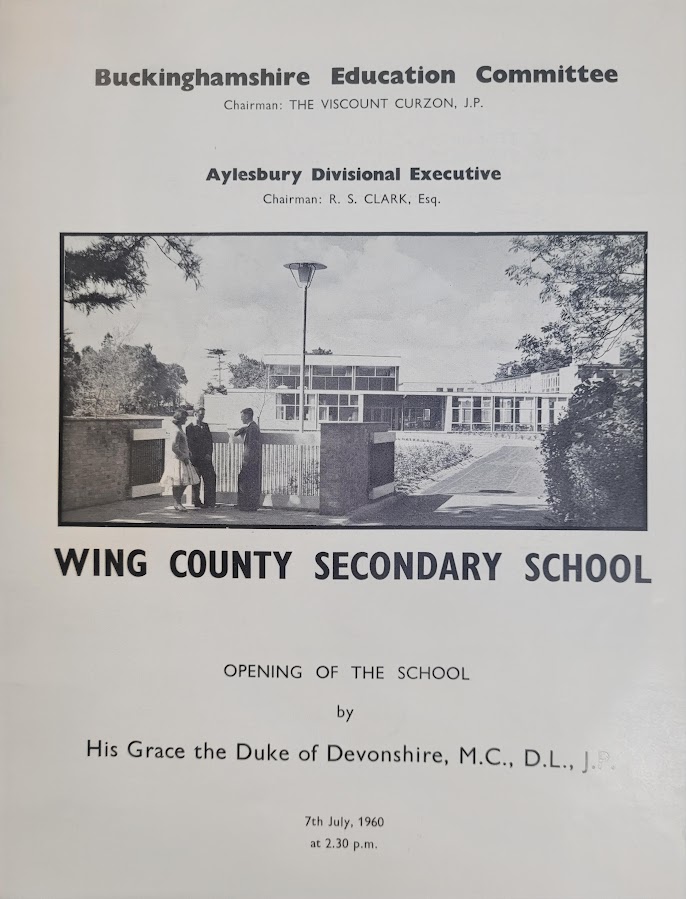 Buckinghamshire Education Committee
Chairman: THE VISCOUNT CURZON, J.P.
Aylesbury Divisional Executive
Chairman: R. S. CLARK, Esq.
WING COUNTY SECONDARY SCHOOL
OPENING OF THE SCHOOL
by
His Grace the Duke of Devonshire, M.C., D.L., J.P.
7th July, 1960
at 2.30 p.m.